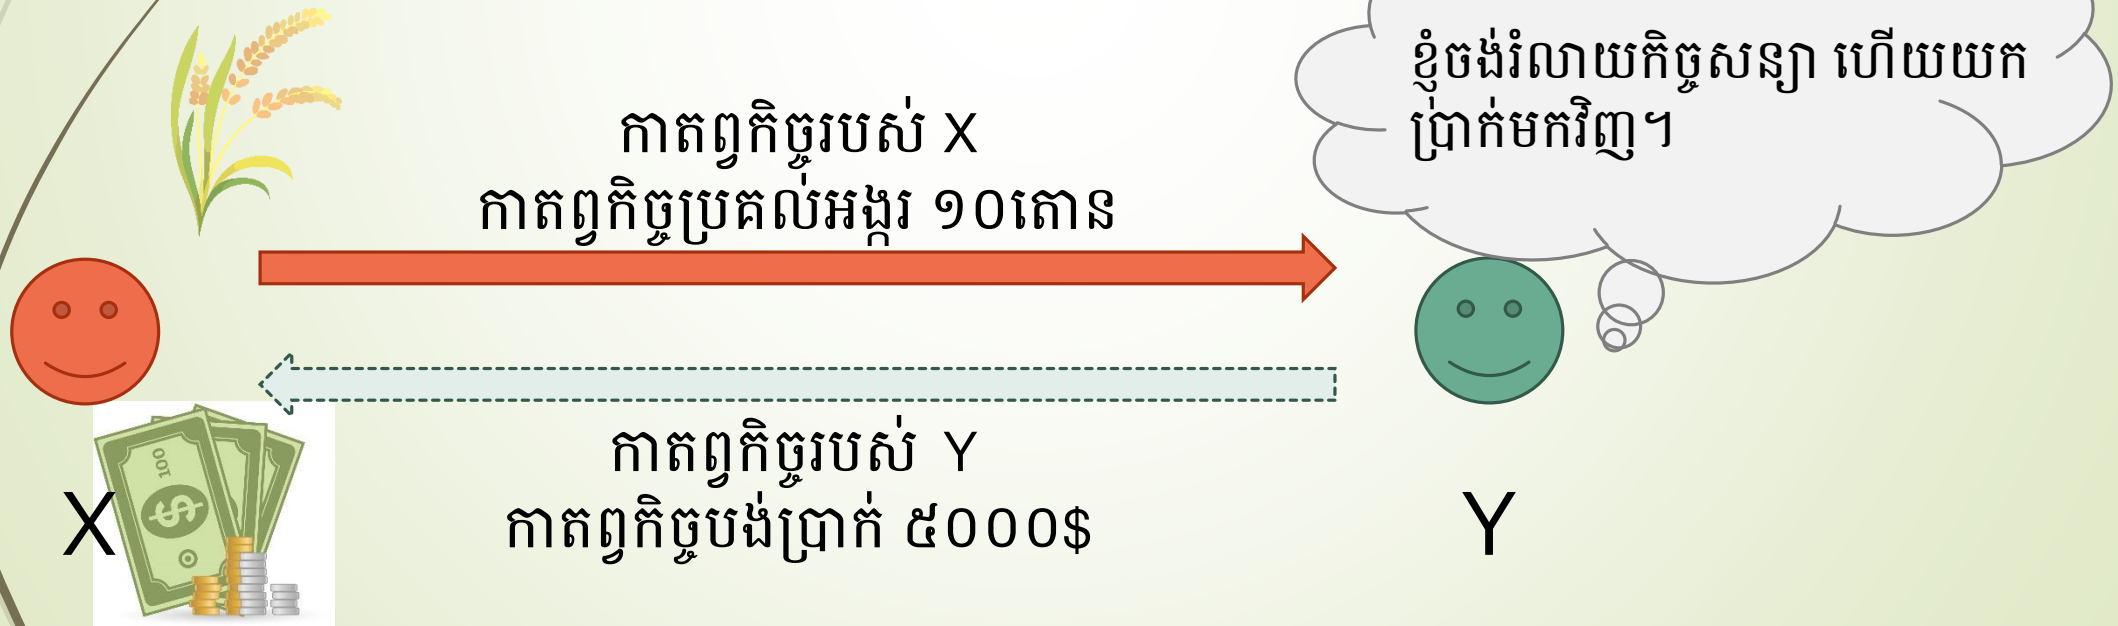 ខ្ញុំចង់រំលាយកិច្ចសន្យា ហើយយក
ប្រាក់មកវិញ។
កាតព្វកិច្ចរបស់ X
កាតព្វកិច្ចប្រគល់អង្ករ ១០តោន
កាតព្វកិច្ចរបស់ Y
កាតព្វកិច្ចបង់ប្រាក់ ៥០០០$
100
$
X
Y